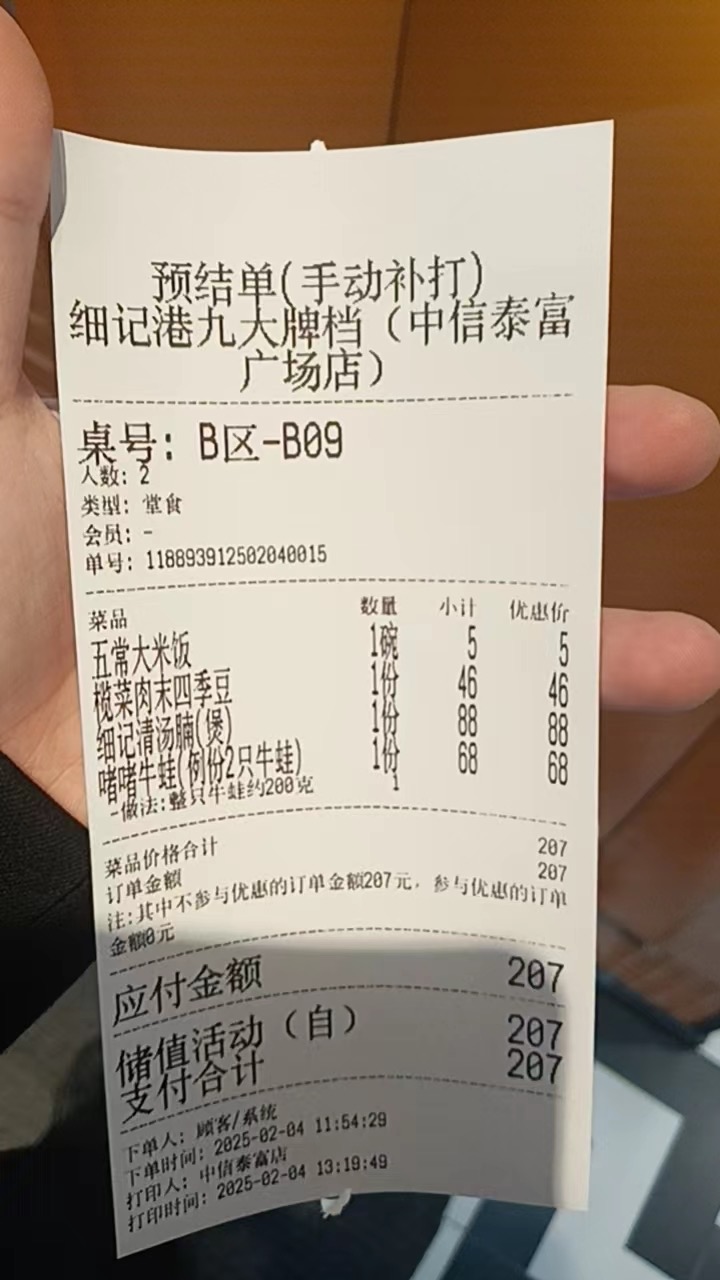 预结单(手动补打)
细记港九大牌档（中信泰富
广场店）
桌号: B区-B09
人数: 2
类型: 堂食
会员: -
单号: 118893912502040015
菜品 数量 小计 优惠价
五常大米饭 1碗 5 5
榄菜肉末四季豆 1份 46 46
细记清汤腩(煲) 1份 88 88
啫啫牛蛙(例份2只牛蛙) 1份 68 68
-做法:整只牛蛙约200克 1
菜品价格合计 207
订单金额 207
注:其中不参与优惠的订单金额207元, 参与优惠的订单
金额0元
应付金额 207
储值活动（自） 207
支付合计 207
下单人: 顾客/系统
下单时间: 2025-02-04 11:54:29
打印人: 中信泰富店
打印时间: 2025-02-04 13:19:49